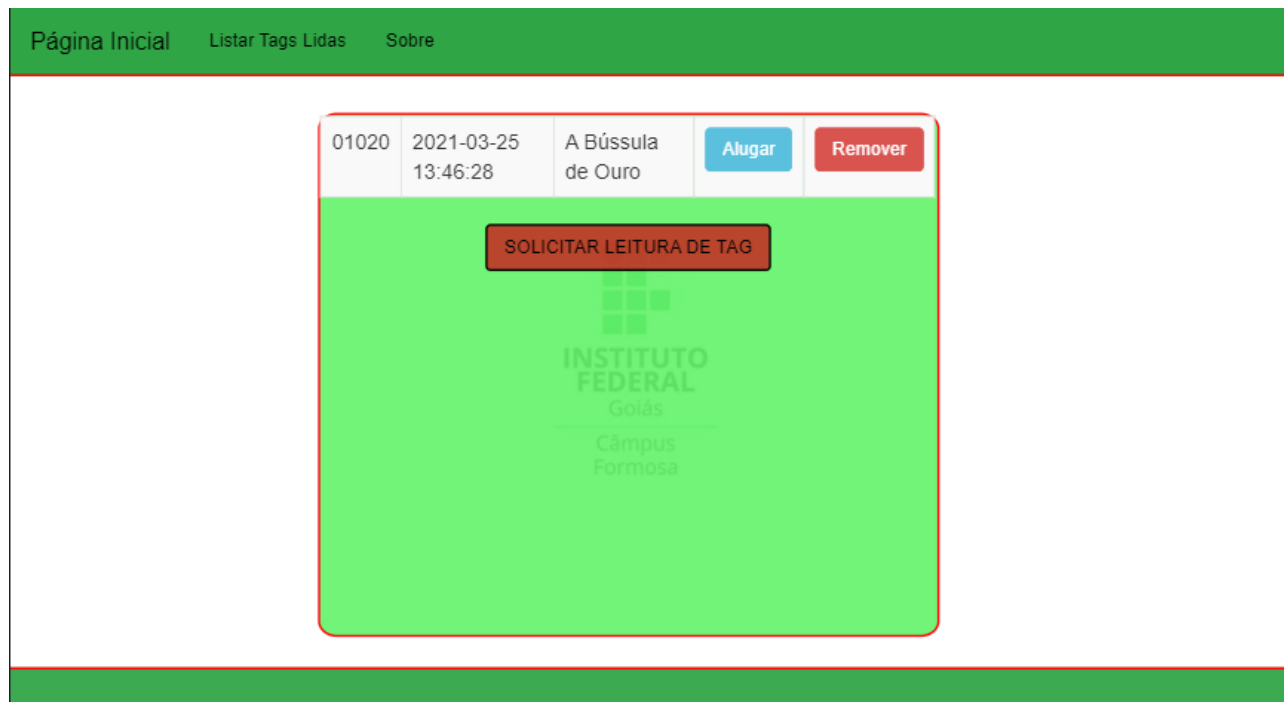 Página Inicial Listar Tags Lidas Sobre
01020 2021-03-25 A Bússula Alugar Remover
13:46:28 de Ouro
SOLICITAR LEITURA DE TAG
INSTITUTO
FEDERAL
Goiás
Câmpus
Formosa